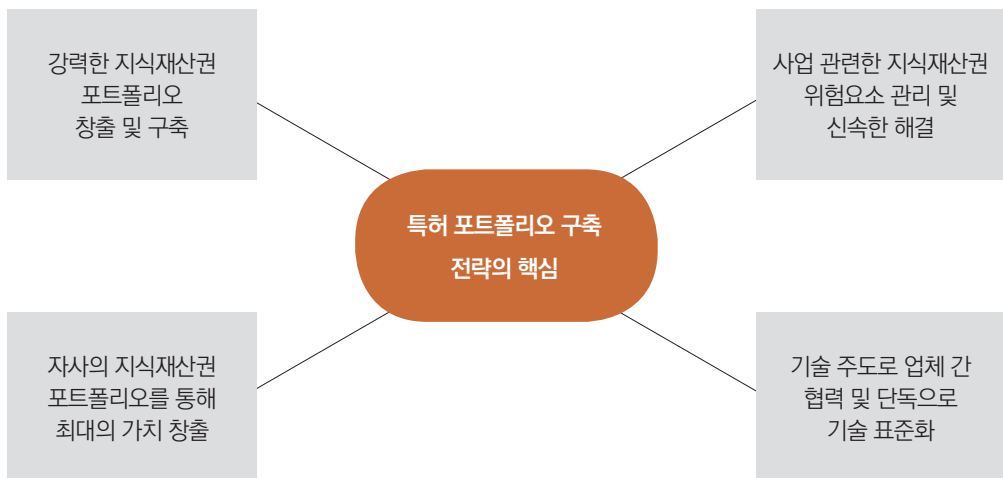 강력한 지식재산권
포트폴리오
창출 및 구축
사업 관련한 지식재산권
위험요소 관리 및
신속한 해결
특허 포트폴리오 구축
전략의 핵심
자사의 지식재산권
포트폴리오를 통해
최대의 가치 창출
기술 주도로 업체 간
협력 및 단독으로
기술 표준화